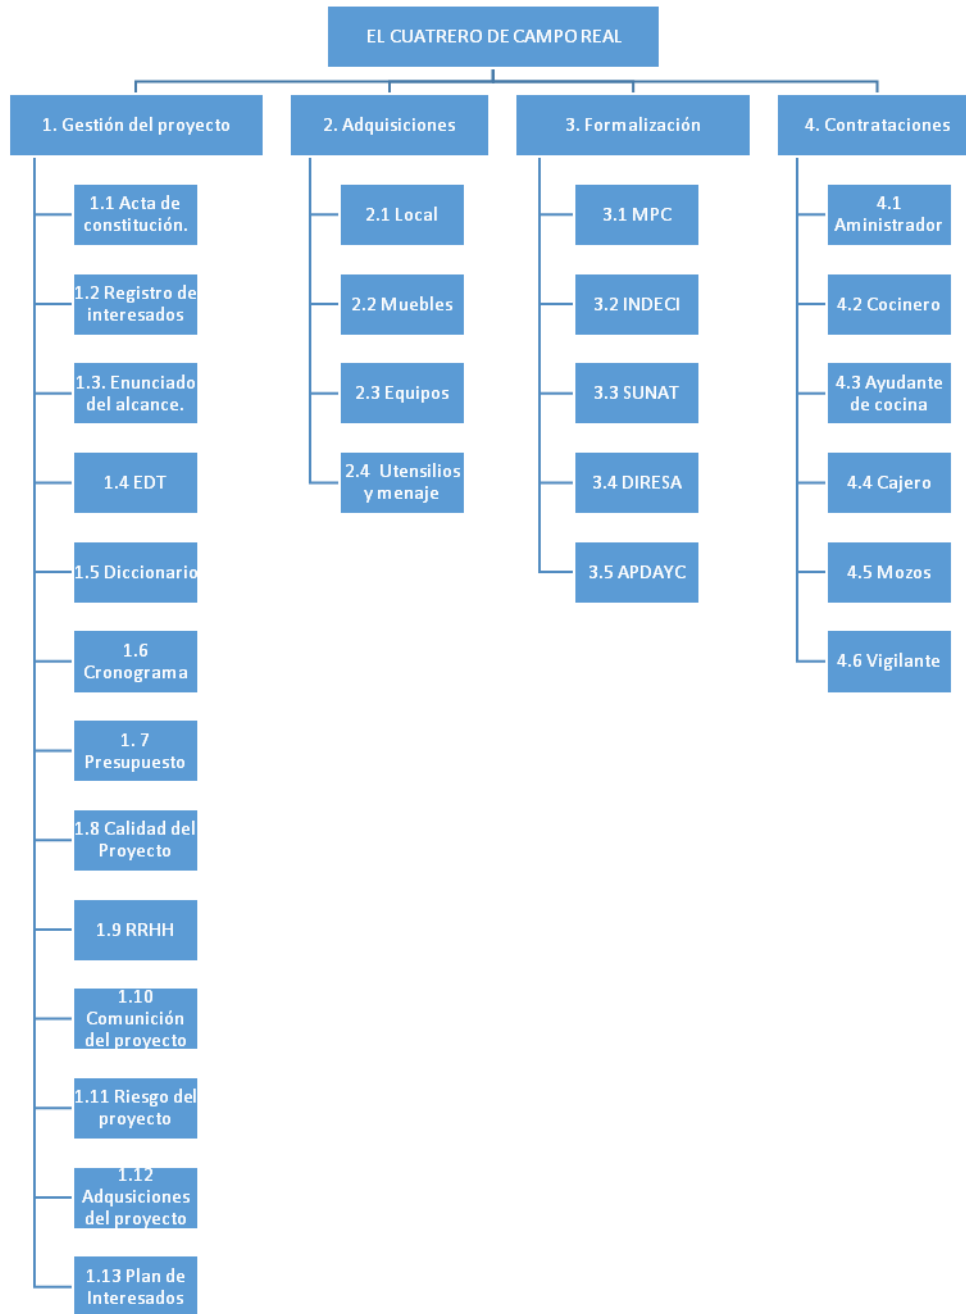 EL CUATRERO DE CAMPO REAL
1. Gestión del proyecto
2. Adquisiciones
3. Formalización
4. Contrataciones
1.1 Acta de
constitución.
1.2 Registro de
interesados
1.3. Enunciado
del alcance.
1.4 EDT
1.5 Diccionario
1.6
Cronograma
1. 7
Presupuesto
1.8 Calidad del
Proyecto
1.9 RRHH
1.10
Comunición
del proyecto
1.11 Riesgo del
proyecto
1.12
Adqusiciones
del proyecto
1.13 Plan de
Interesados
2.1 Local
2.2 Muebles
2.3 Equipos
2.4 Utensilios
y menaje
3.1 MPC
3.2 INDECI
3.3 SUNAT
3.4 DIRESA
3.5 APDAYC
4.1
Aministrador
4.2 Cocinero
4.3 Ayudante
de cocina
4.4 Cajero
4.5 Mozos
4.6 Vigilante